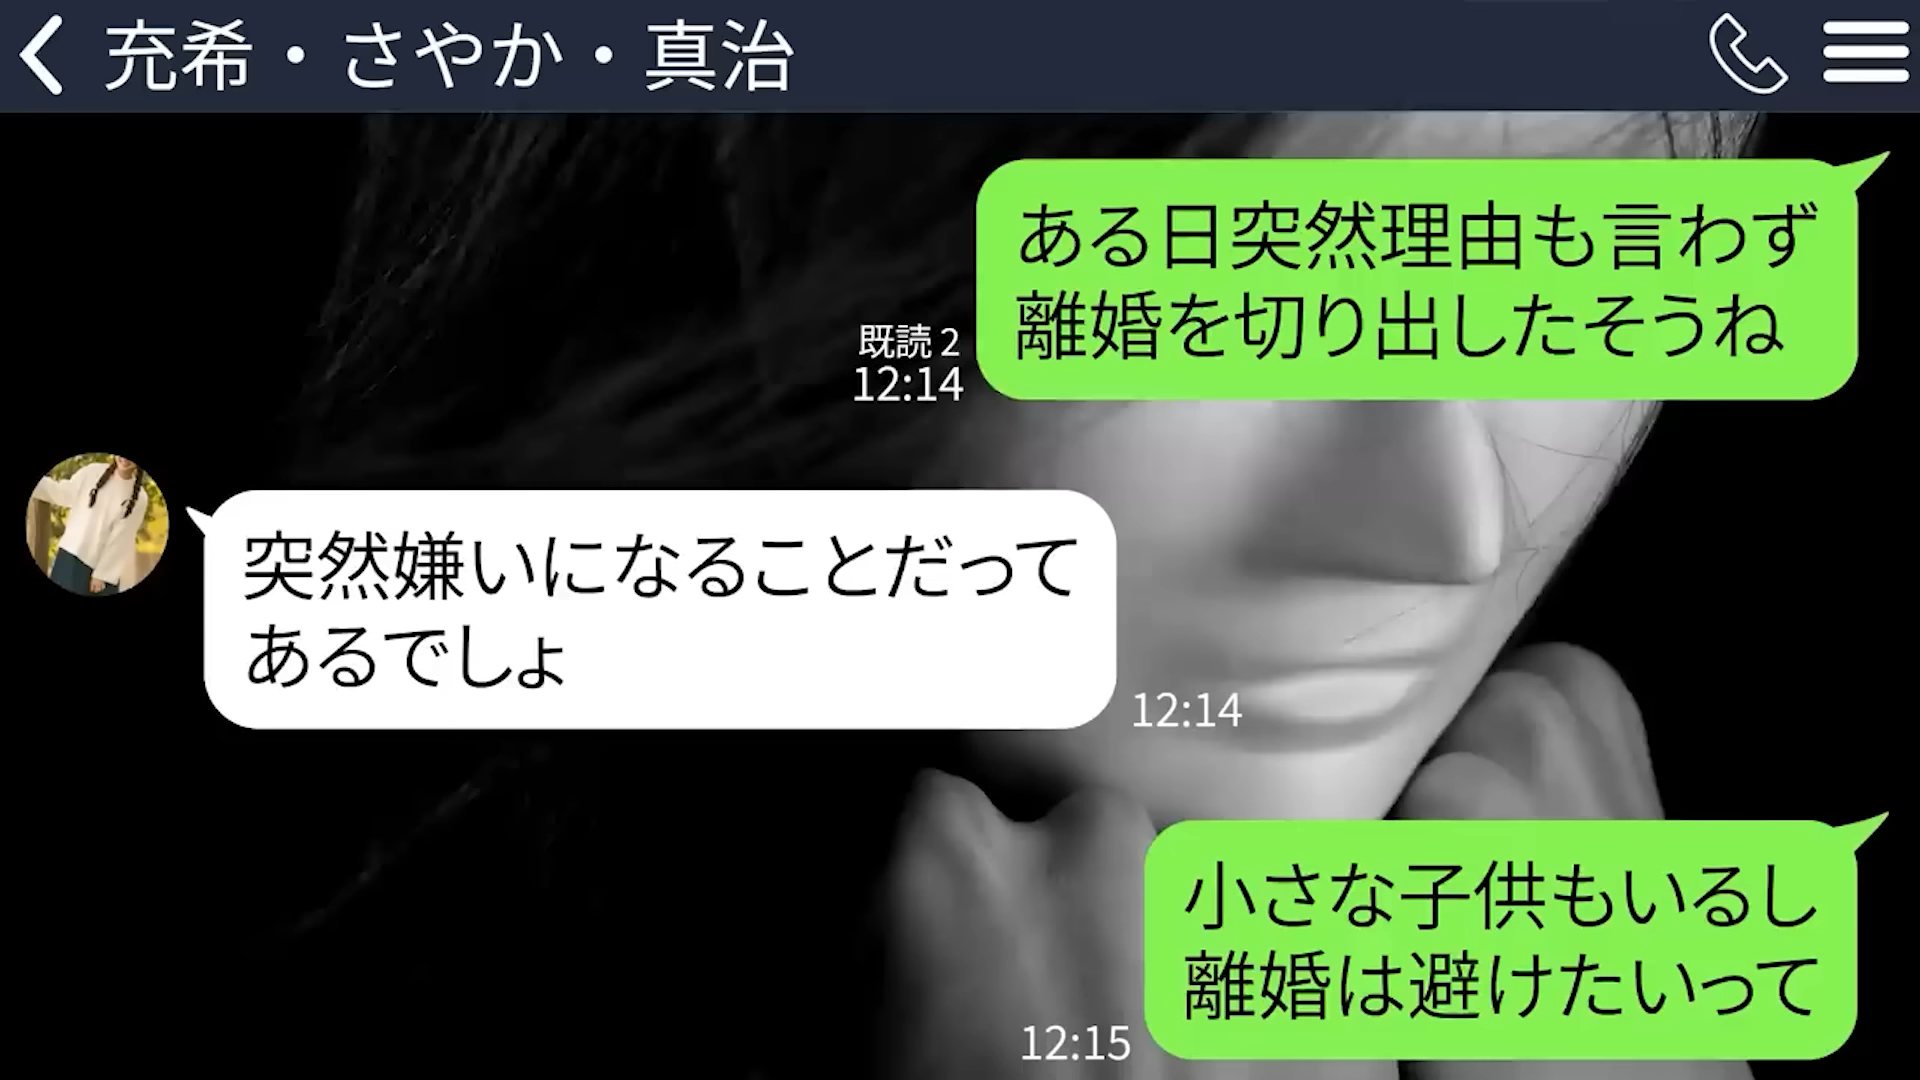 充希・さやか・真治
ある日突然理由も言わず
離婚を切り出したそうね
既読 2
12:14
突然嫌いになることだって
あるでしょ
12:14
小さな子供もいるし
離婚は避けたいって
12:15